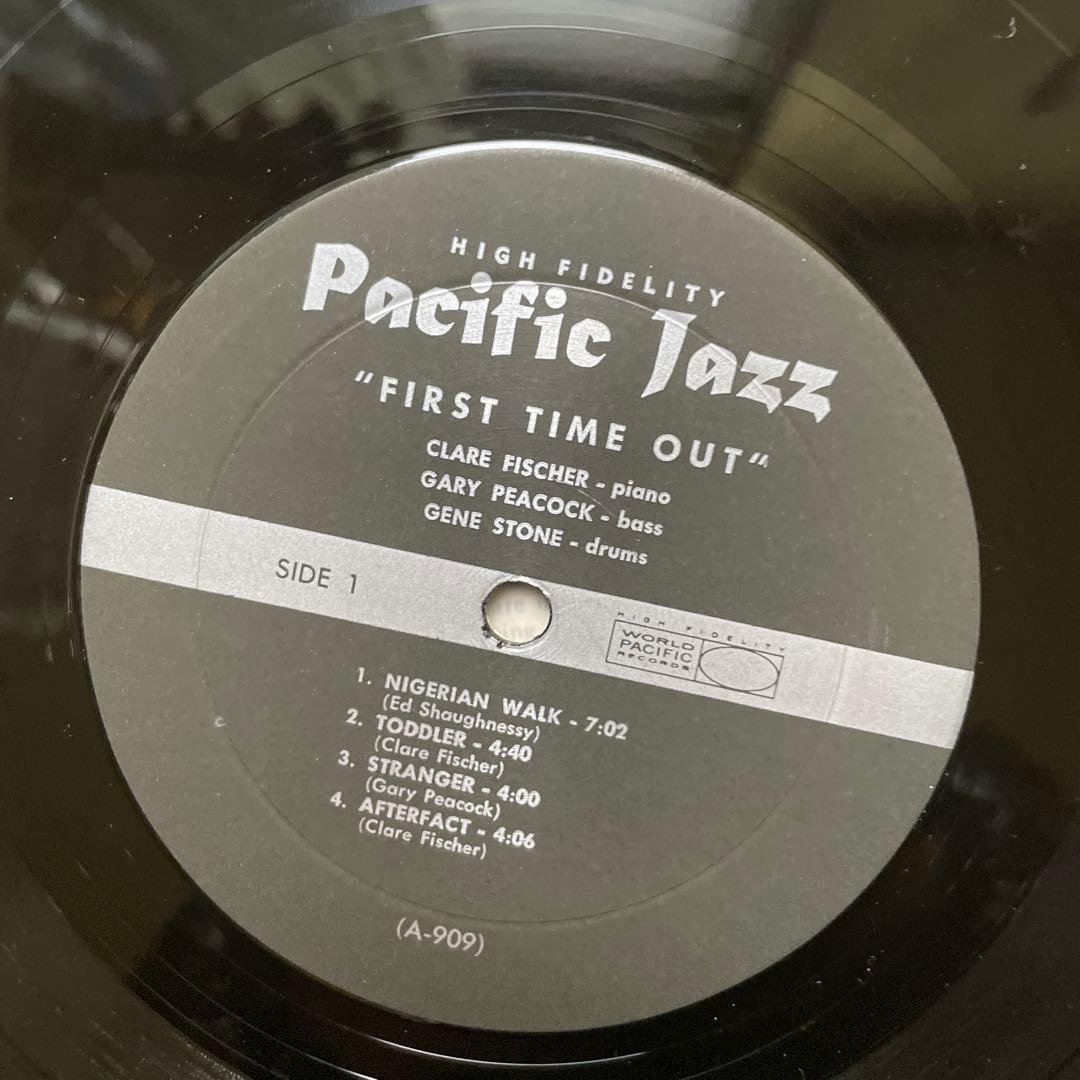 HIGH FIDELITY
Pacific Jazz
"FIRST TIME OUT"
CLARE FISCHER - piano
GARY PEACOCK - bass
GENE STONE - drums
SIDE 1
HIGH FIDELITY
WORLD
PACIFIC
RECORDS
1. NIGERIAN WALK - 7:02
(Ed Shaughnessy)
2. TODDLER - 4:40
(Clare Fischer)
3. STRANGER - 4:00
(Gary Peacock)
4. AFTERFACT - 4:06
(Clare Fischer)
(A-909)